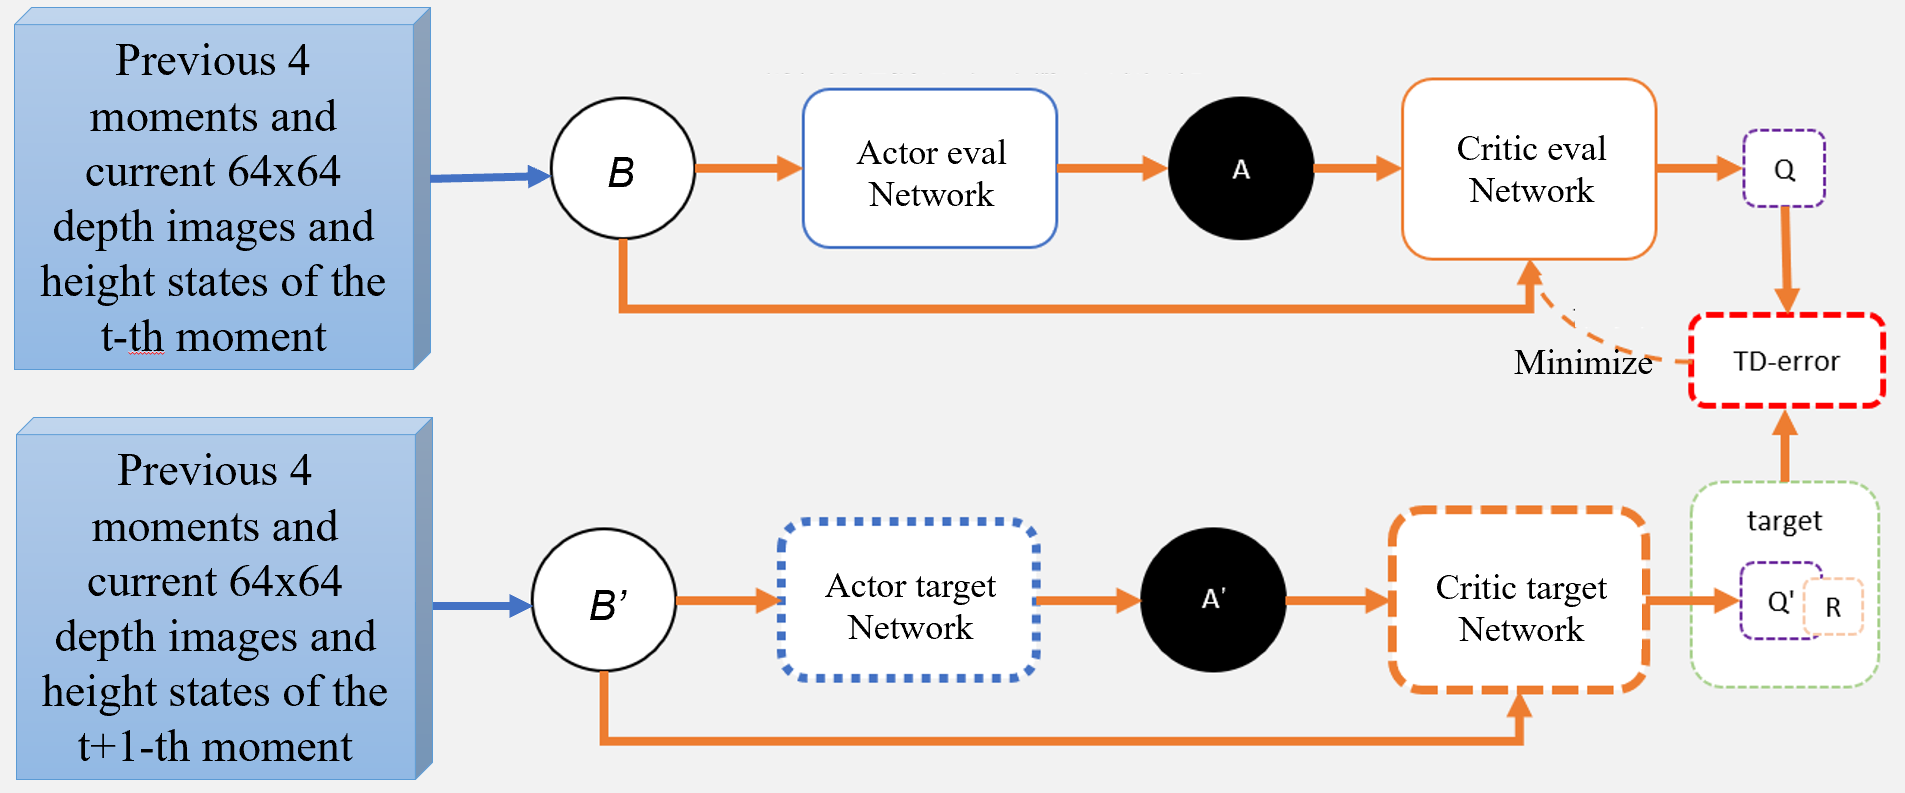 Previous 4
moments and
current 64x64
depth images and
height states of the
t-th moment
B
Actor eval
Network
A
Critic eval
Network
Q
Minimize
TD-error
Previous 4
moments and
current 64x64
depth images and
height states of the
t+1-th moment
B'
Actor target
Network
A'
Critic target
Network
target
Q'
R